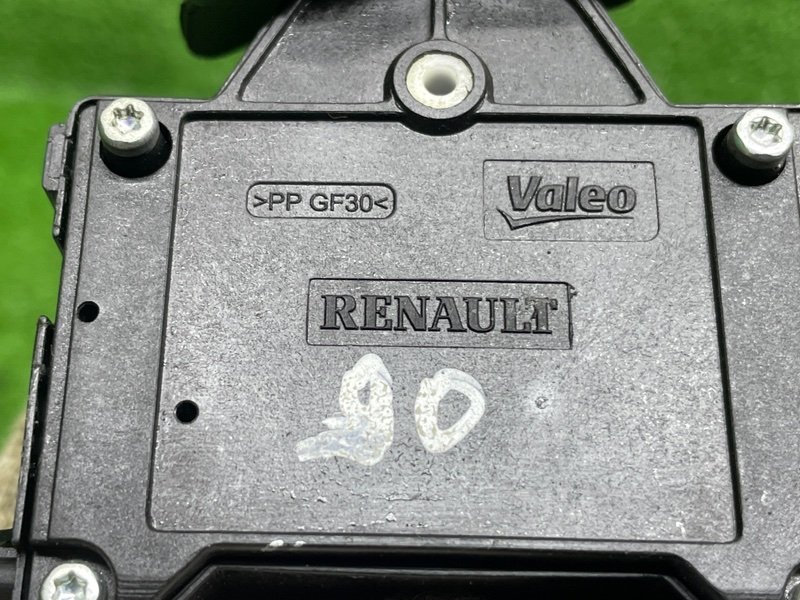 >PP GF30<
Valeo
RENAULT
90